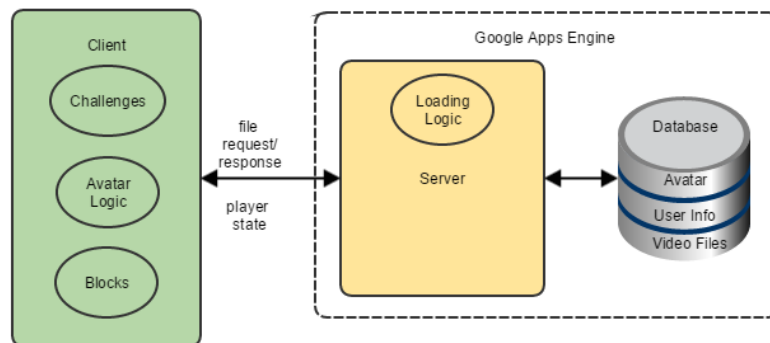 Client
Challenges
Avatar
Logic
Blocks
file
request/
response
player
state
Google Apps Engine
Loading
Logic
Server
Database
Avatar
User Info
Video Files